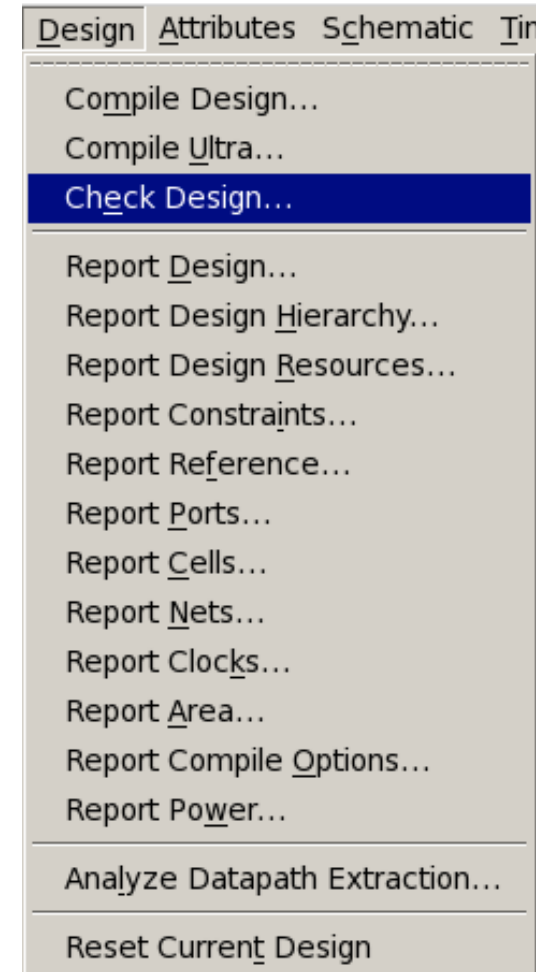 Design Attributes Schematic Tin
Compile Design...
Compile Ultra...
Check Design...
Report Design...
Report Design Hierarchy...
Report Design Resources...
Report Constraints...
Report Reference...
Report Ports...
Report Cells...
Report Nets...
Report Clocks...
Report Area...
Report Compile Options...
Report Power...
Analyze Datapath Extraction...
Reset Current Design